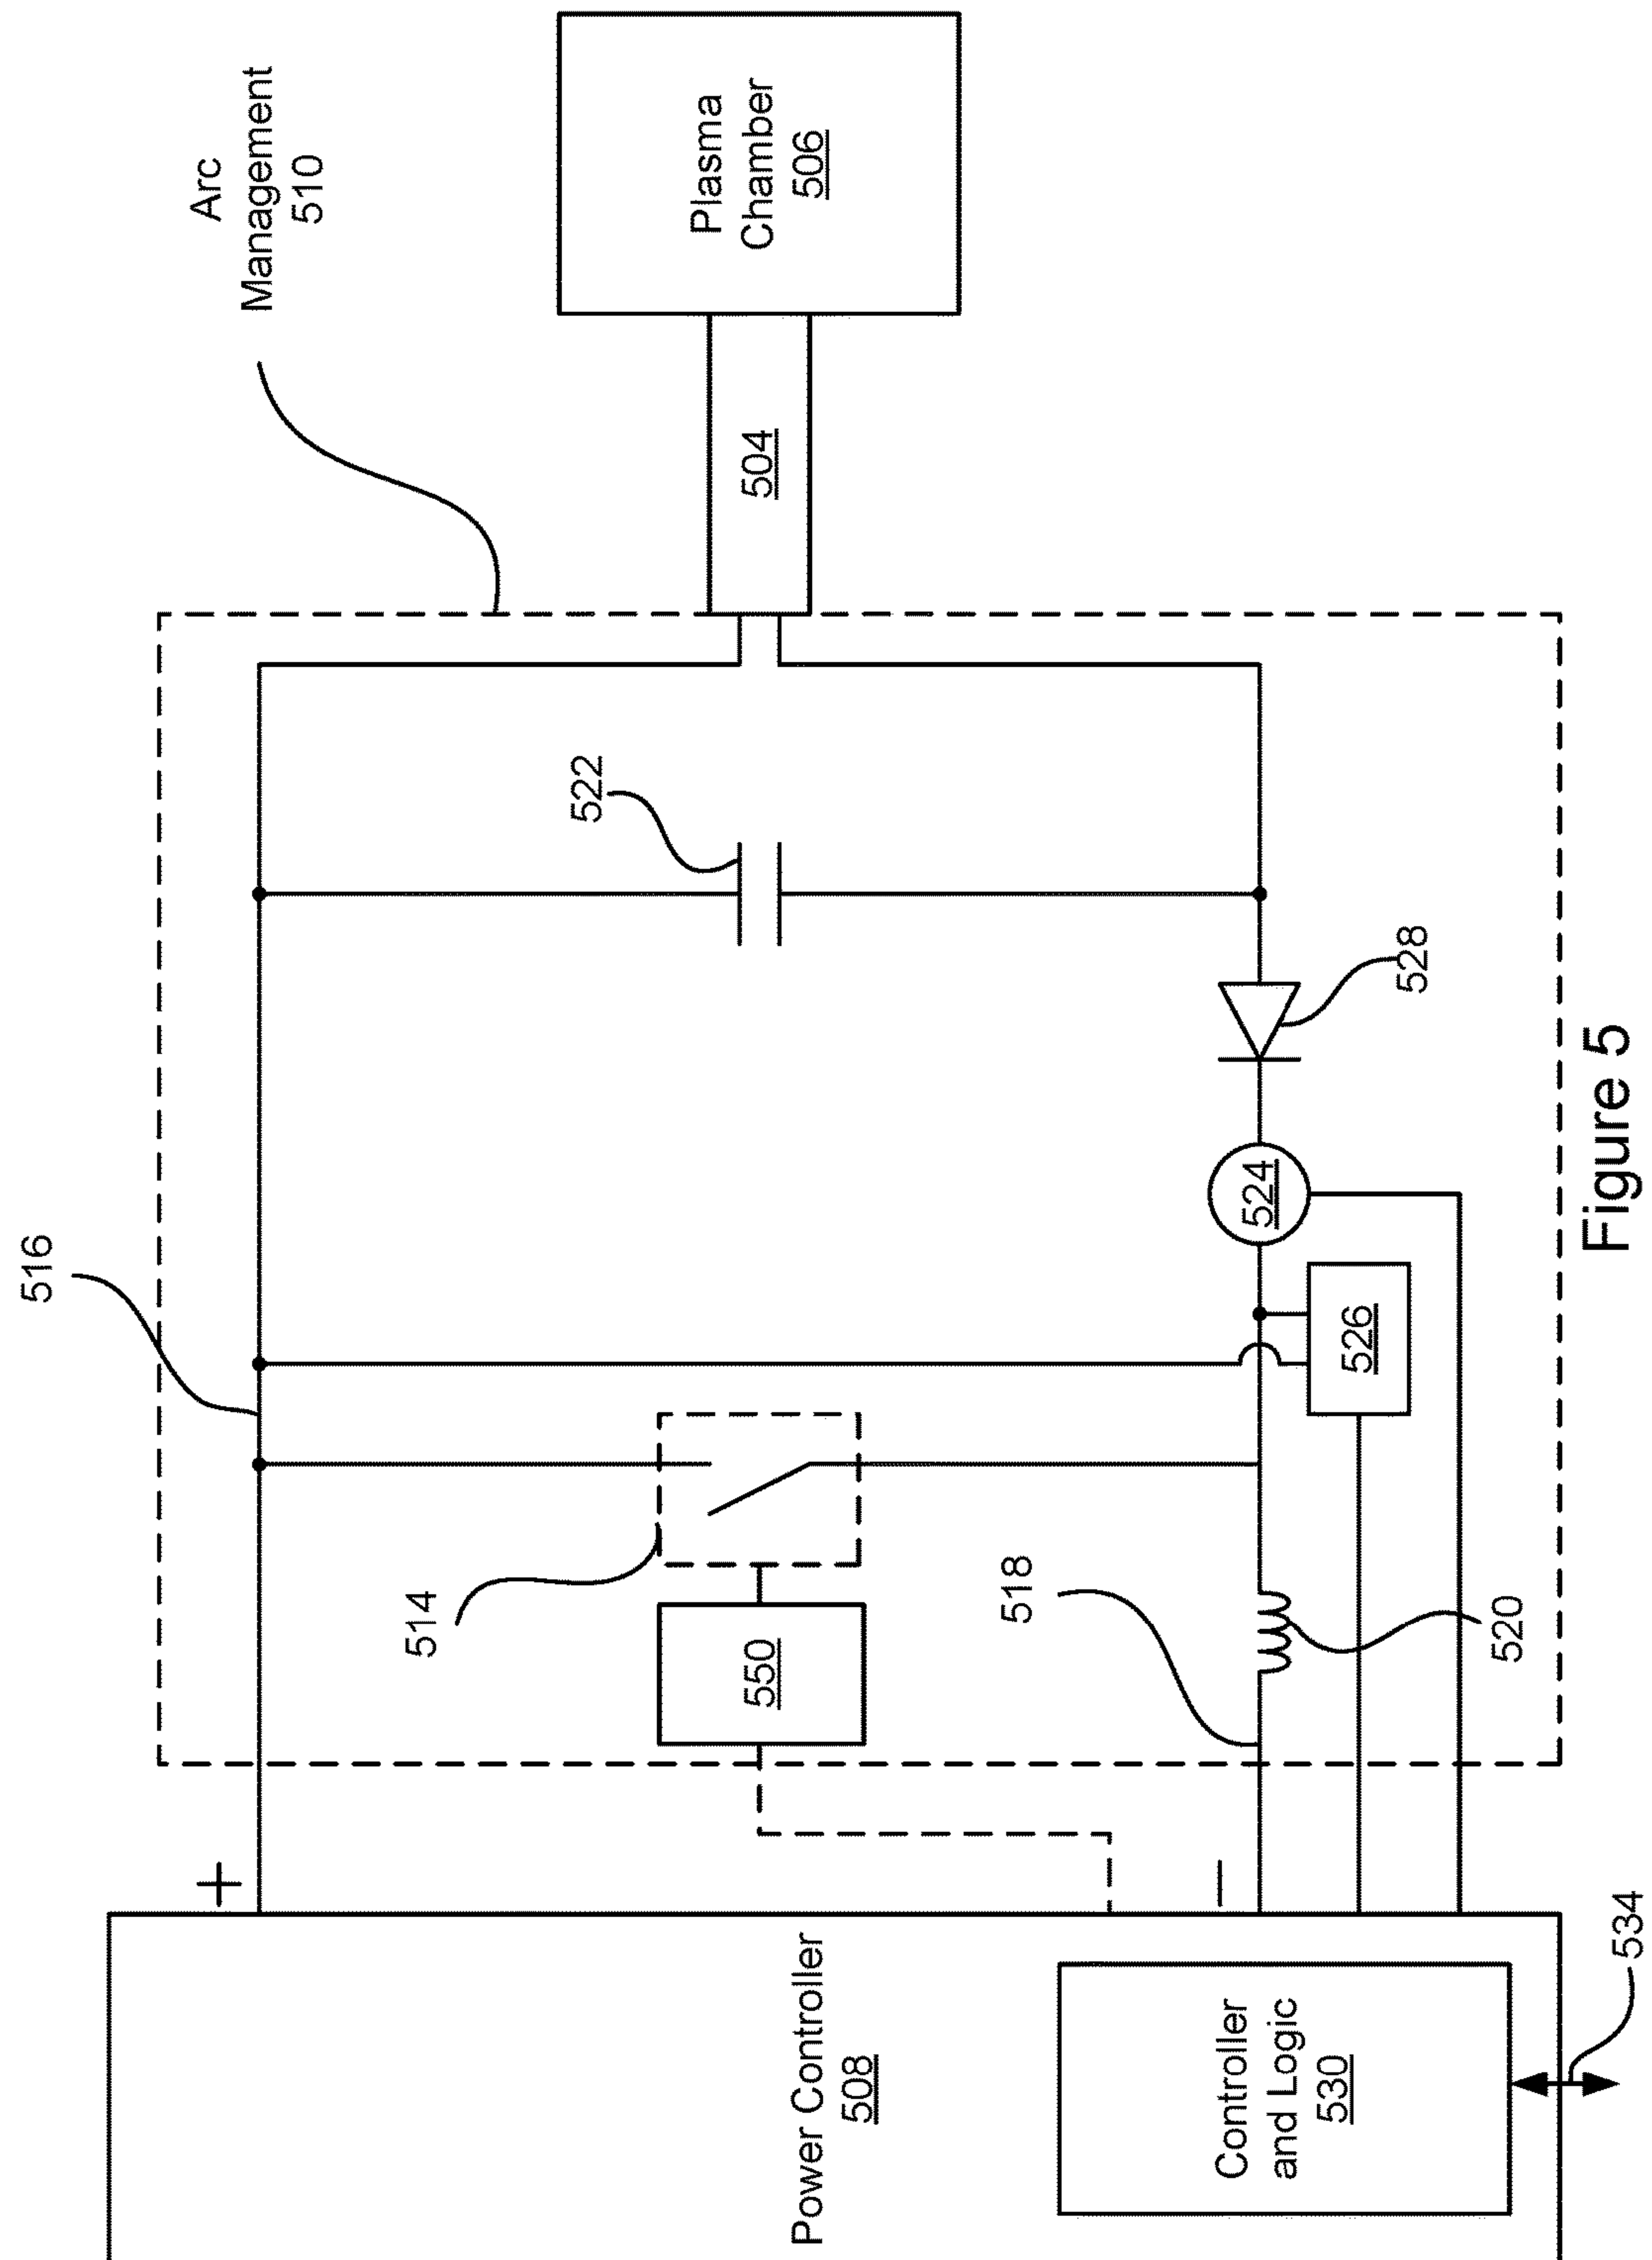 Arc
Management
510
Plasma
Chamber
506
504
522
528
524
526
516
514
550
518
520
+
−
Power Controller
508
Controller
and Logic
530
534
Figure 5